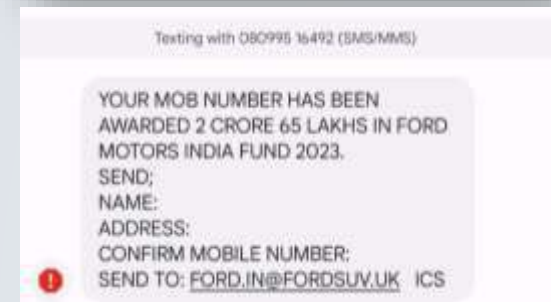 Texting with 080995 16492 (SMS/MMS)
YOUR MOB NUMBER HAS BEEN
AWARDED 2 CRORE 65 LAKHS IN FORD
MOTORS INDIA FUND 2023.
SEND;
NAME:
ADDRESS:
CONFIRM MOBILE NUMBER:
SEND TO: FORD.IN@FORDSUV.UK ICS